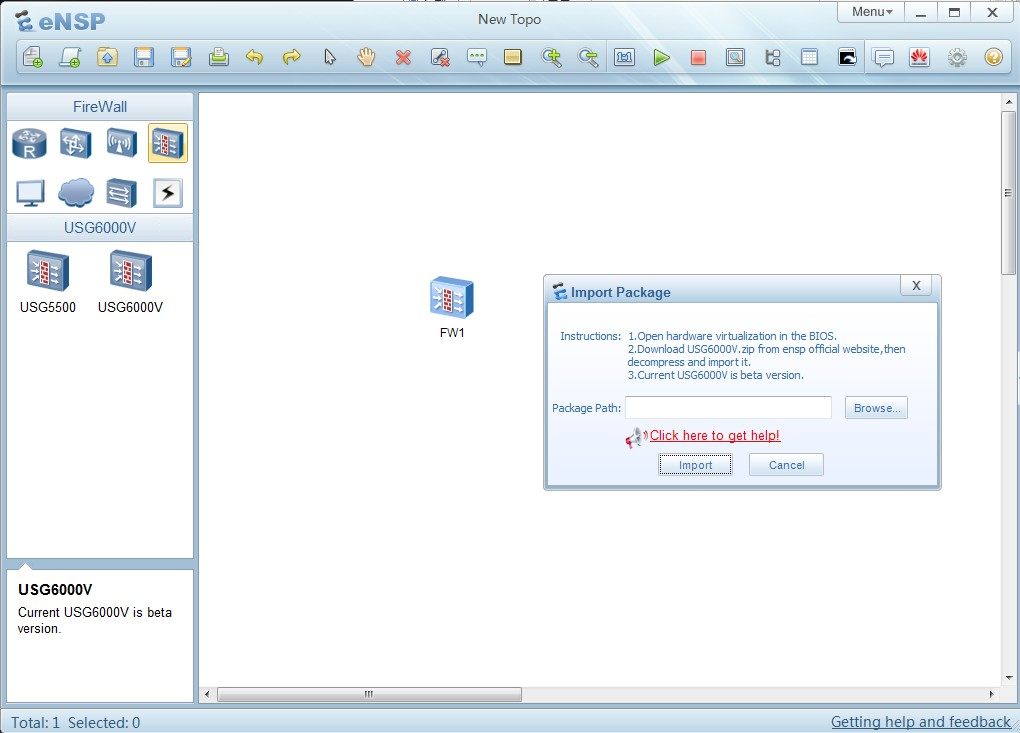 eNSP
New Topo
Menu
1:1
FireWall
R
USG6000V
USG5500
USG6000V
FW1
Import Package
X
Instructions:
1.Open hardware virtualization in the BIOS.
2.Download USG6000V.zip from ensp official website,then
decompress and import it.
3.Current USG6000V is beta version.
Package Path:
Browse...
Click here to get help!
Import
Cancel
USG6000V
Current USG6000V is beta
version.
Total: 1 Selected: 0
Getting help and feedback